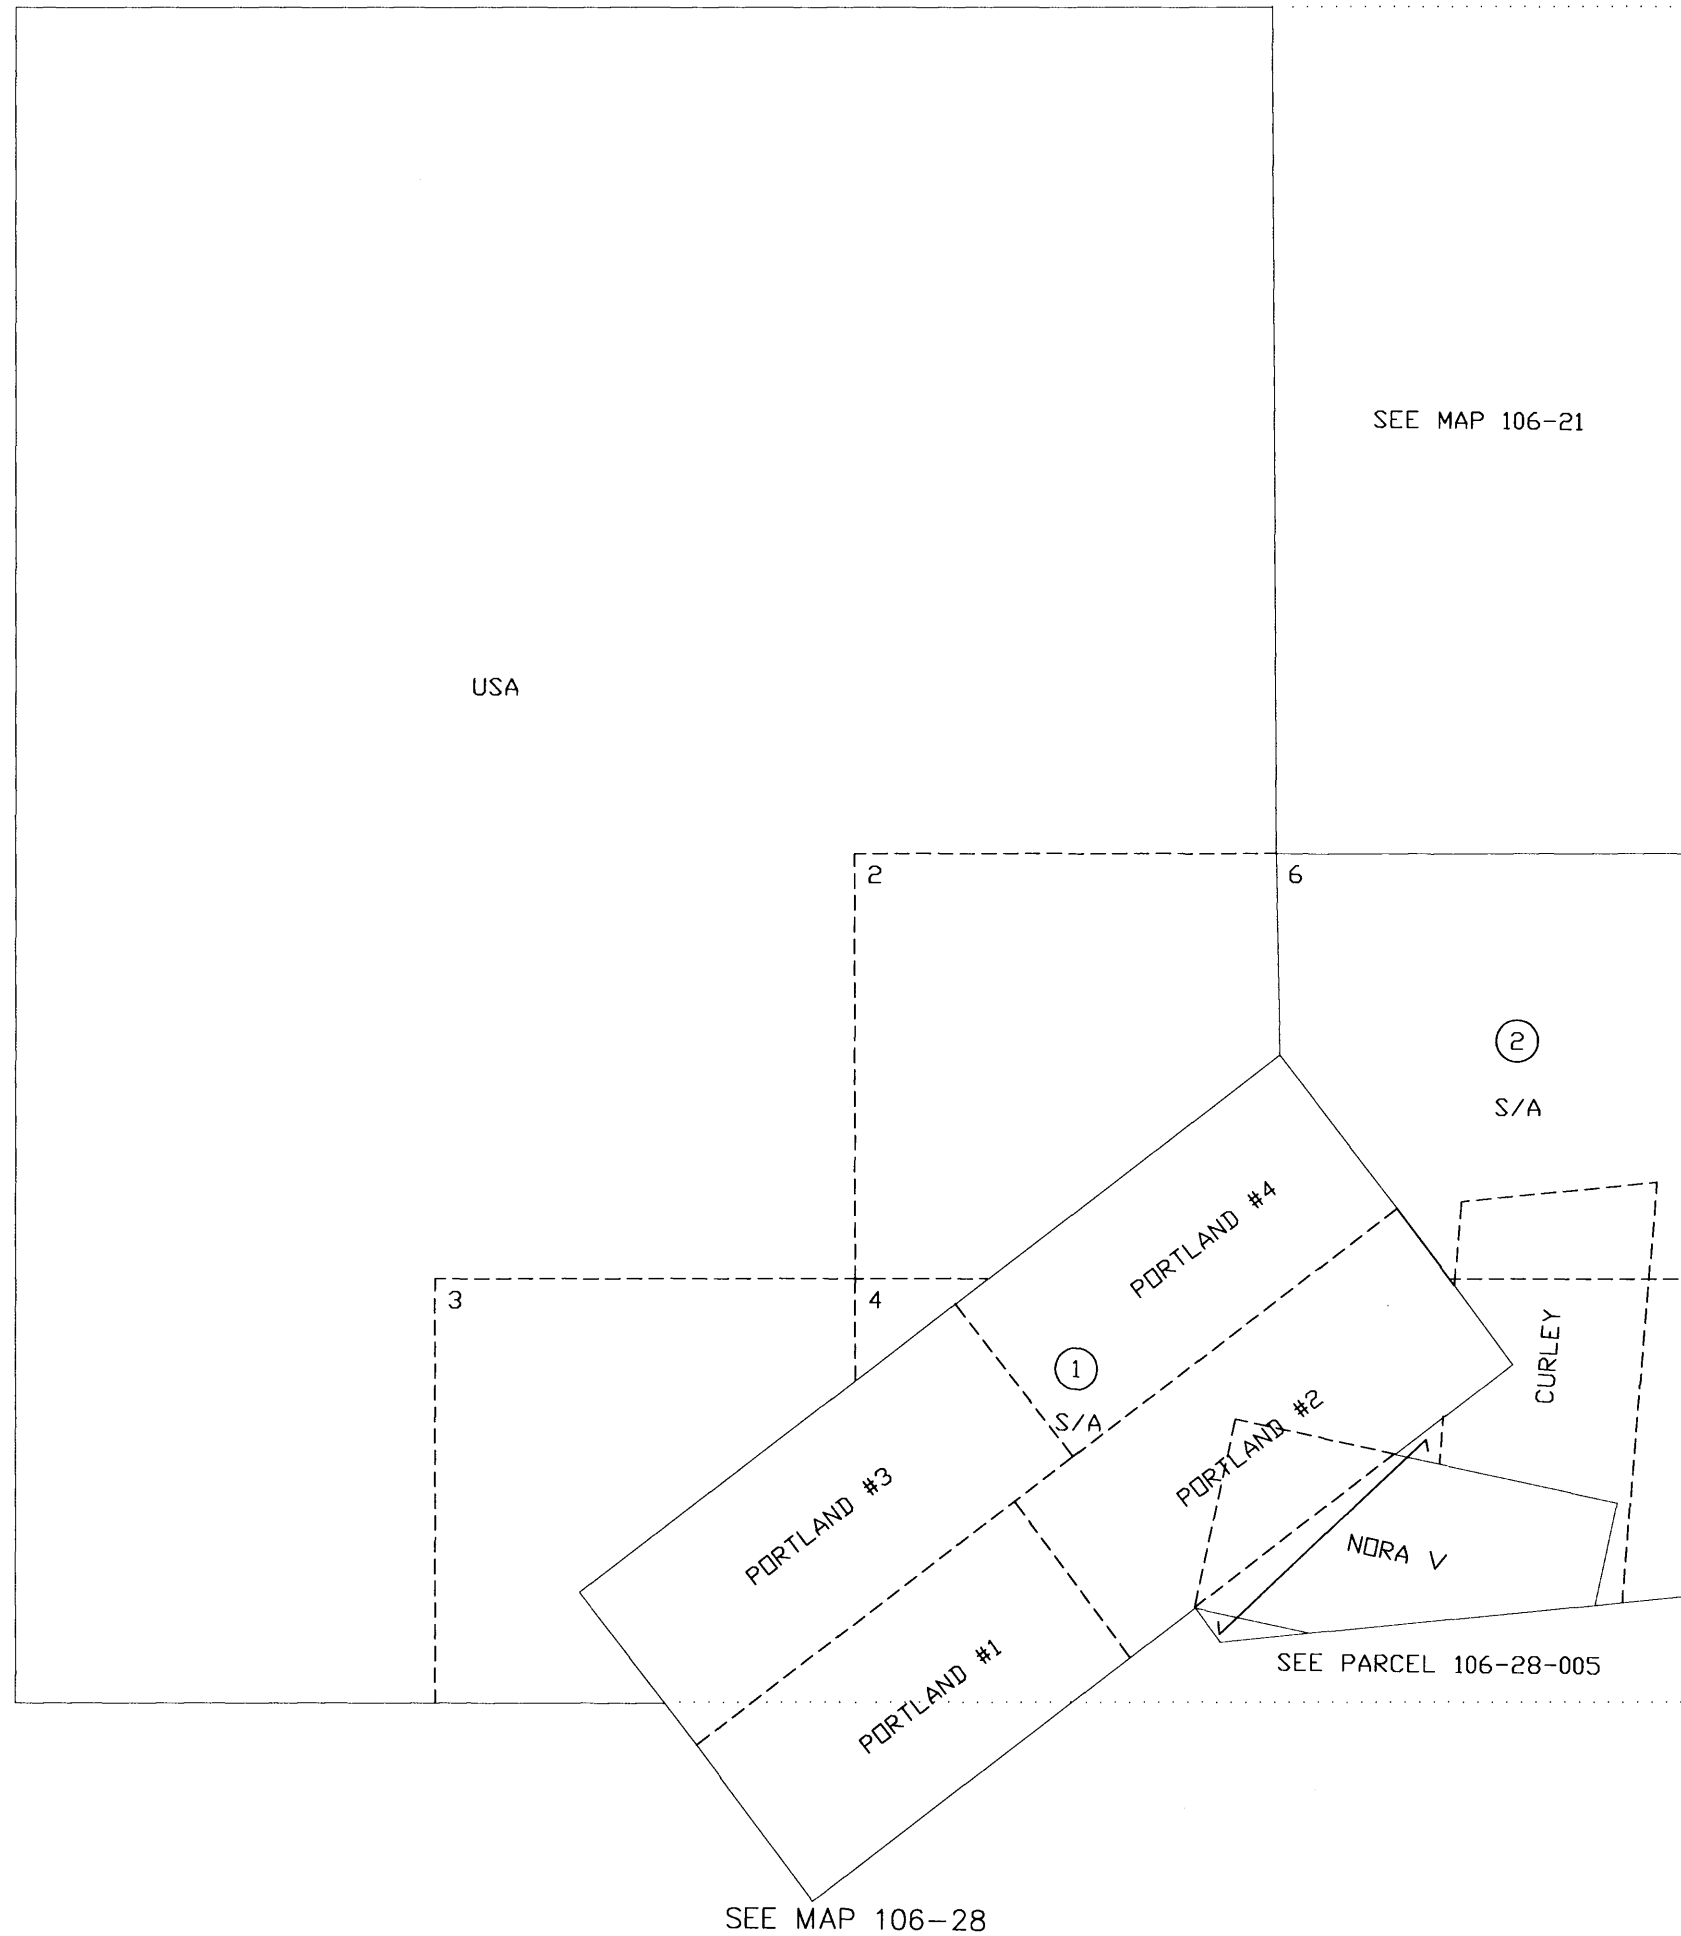 SEE MAP 106-21
USA
2
6
2
S/A
PORTLAND #4
3
4
CURLEY
1
S/A
PORTLAND #2
PORTLAND #3
NORA V
SEE PARCEL 106-28-005
PORTLAND #1
SEE MAP 106-28